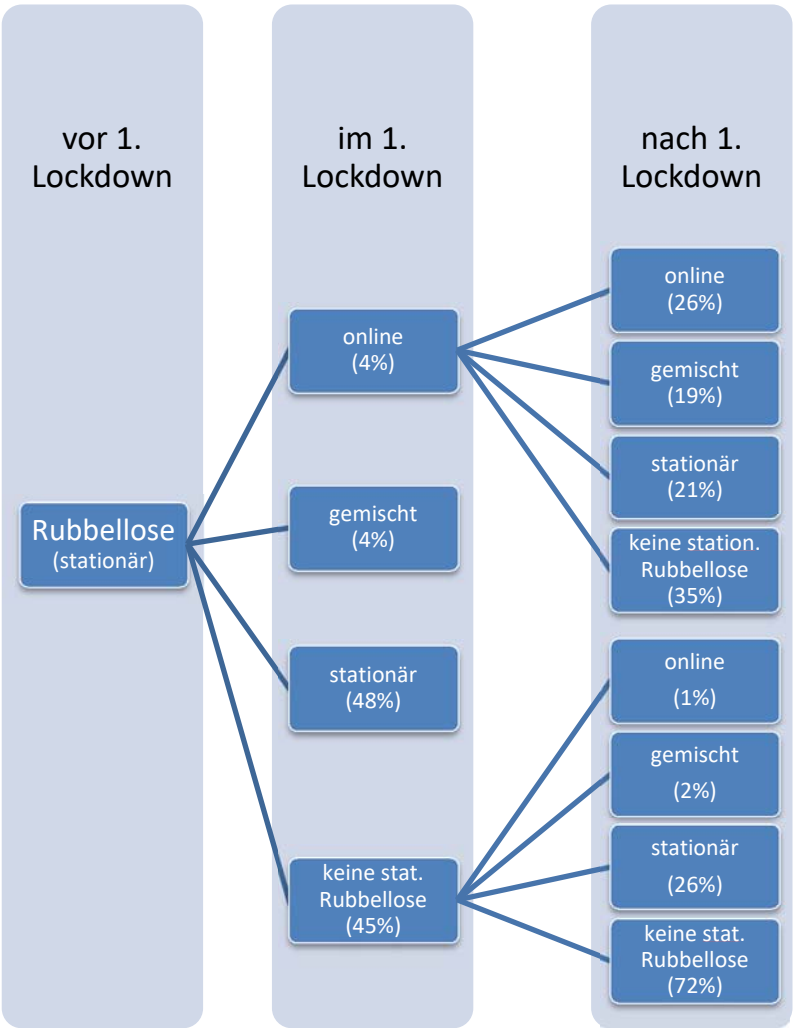 vor 1.
Lockdown
im 1.
Lockdown
nach 1.
Lockdown
Rubbellose
(stationär)
online
(4%)
gemischt
(4%)
stationär
(48%)
keine stat.
Rubbellose
(45%)
online
(26%)
gemischt
(19%)
stationär
(21%)
keine station.
Rubbellose
(35%)
online
(1%)
gemischt
(2%)
stationär
(26%)
keine stat.
Rubbellose
(72%)